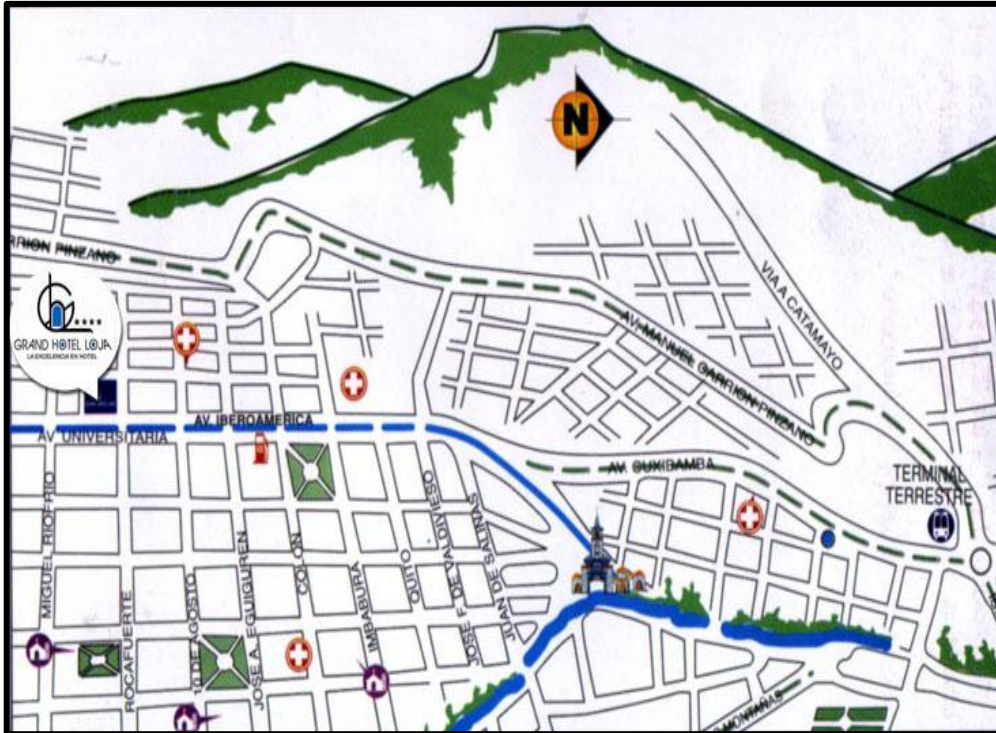 N
RRION PINZANO
GRAND HOTEL LOJA
LA EXCELENCIA EN HOTEL
VIA A CATAMAYO
AV. MANUEL CARRION PINZANO
AV. IBEROAMERICA
AV. UNIVERSITARIA
AV. CUXIBAMBA
TERMINAL
TERRESTRE
MIGUEL RIOFRIO
ROCAFUERTE
10 DE AGOSTO
JOSE A. EGUIGUREN
COLON
IMBABURA
QUITO
JOSE F. DE VALDIVIESO
JUAN DE SALINAS
MONTAÑAS